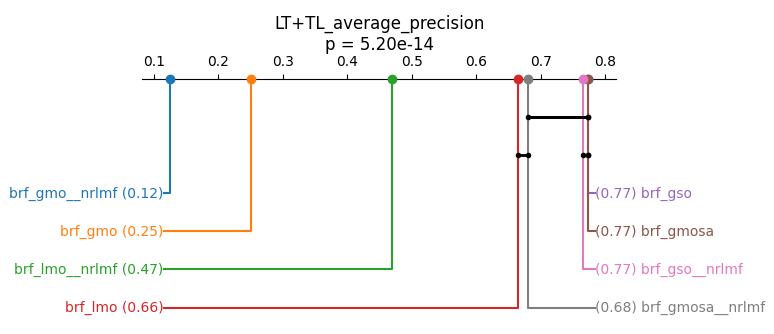 LT+TL_average_precision
p = 5.20e-14
0.1 0.2 0.3 0.4 0.5 0.6 0.7 0.8
brf_gmo__nrlmf (0.12) (0.77) brf_gso
brf_gmo (0.25) (0.77) brf_gmosa
brf_lmo__nrlmf (0.47) (0.77) brf_gso__nrlmf
brf_lmo (0.66) (0.68) brf_gmosa__nrlmf